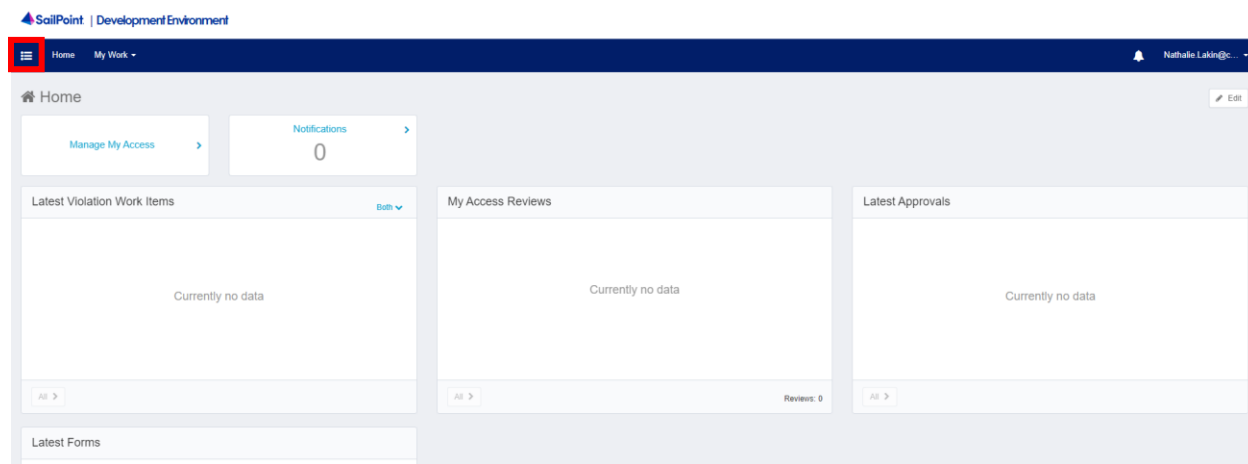 SailPoint | Development Environment
Home My Work Nathalie.Lakin@c...
Home Edit
Manage My Access
Notifications
0
Latest Violation Work Items Both
Currently no data
All
My Access Reviews
Currently no data
All Reviews: 0
Latest Approvals
Currently no data
All
Latest Forms